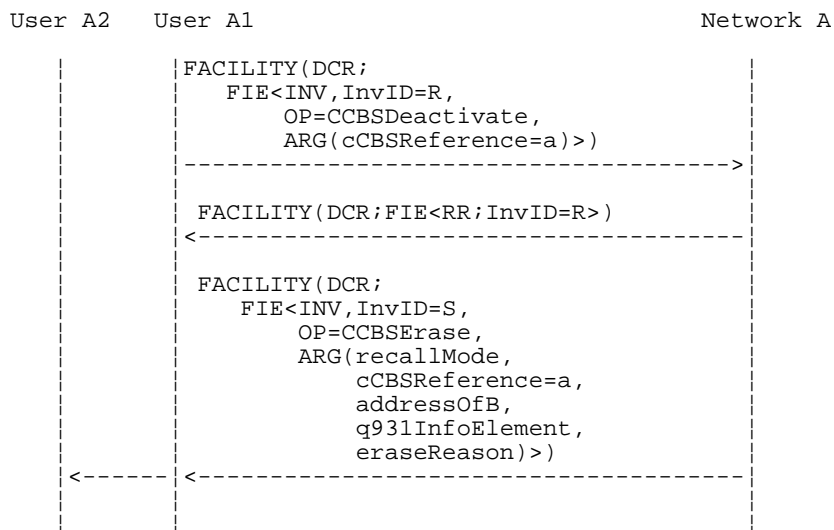 User A2 User A1 Network A
FACILITY(DCR;
FIE<INV,InvID=R,
OP=CCBSDeactivate,
ARG(cCBSReference=a)>)
FACILITY(DCR;FIE<RR;InvID=R>)
FACILITY(DCR;
FIE<INV,InvID=S,
OP=CCBSErase,
ARG(recallMode,
cCBSReference=a,
addressOfB,
q931InfoElement,
eraseReason)>)